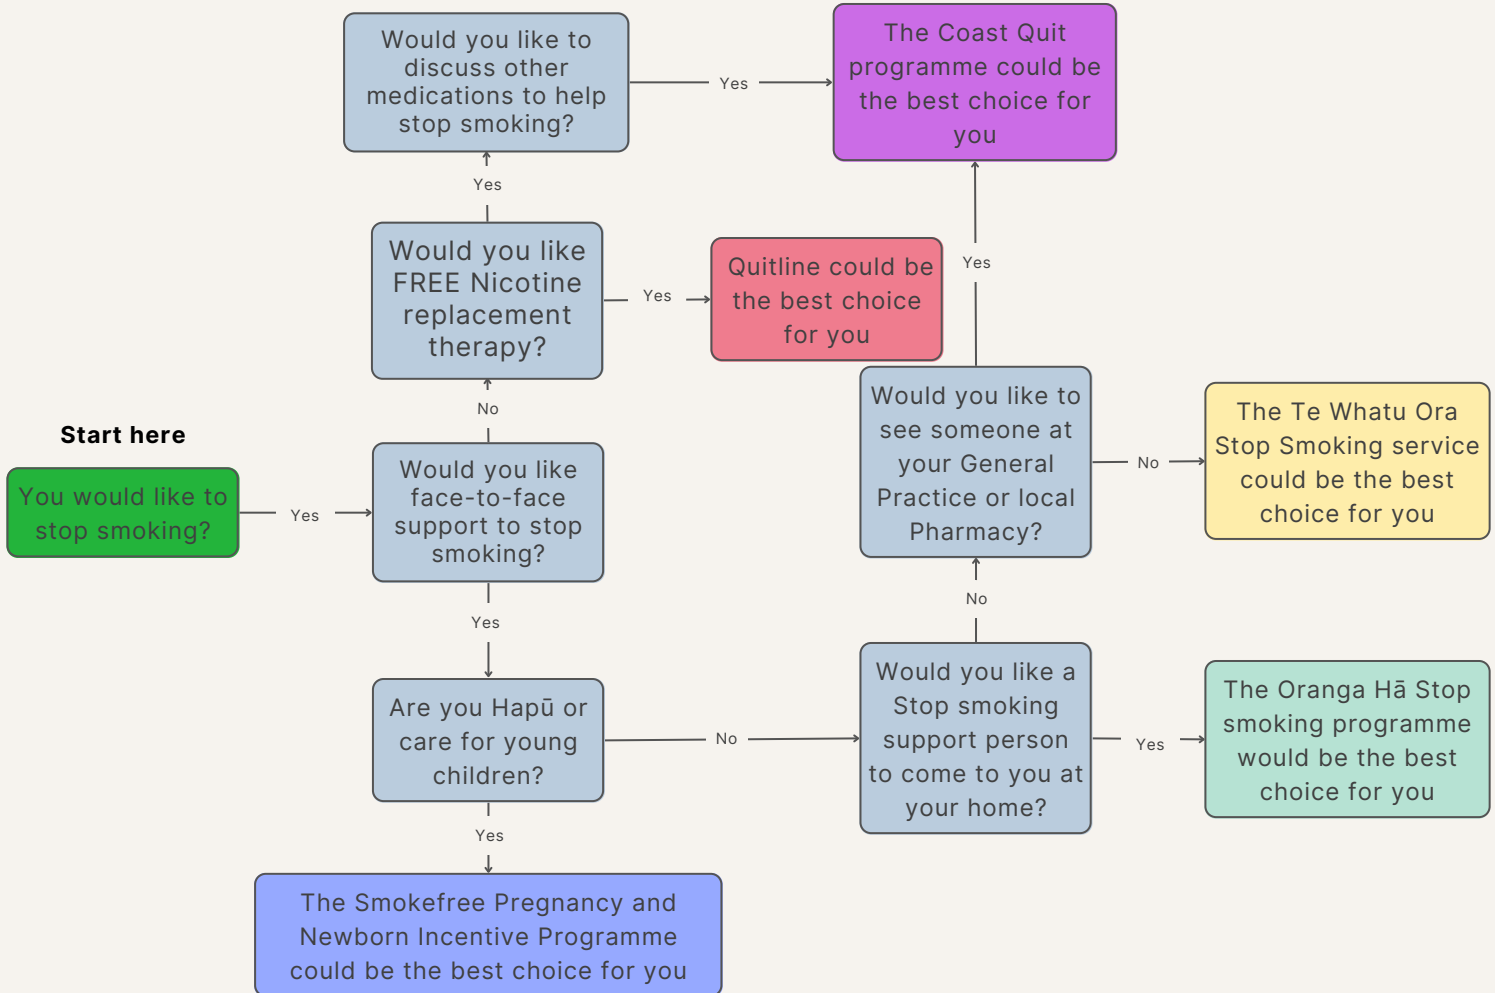 Would you like to
discuss other
medications to help
stop smoking?
Yes
The Coast Quit
programme could be
the best choice for
you
Yes
Would you like
FREE Nicotine
replacement
therapy?
Yes
Quitline could be
the best choice
for you
Yes
No
Start here
You would like to
stop smoking?
Yes
Would you like
face-to-face
support to stop
smoking?
Would you like to
see someone at
your General
Practice or local
Pharmacy?
No
The Te Whatu Ora
Stop Smoking service
could be the best
choice for you
Yes
No
Are you Hapū or
care for young
children?
No
Would you like a
Stop smoking
support person
to come to you at
your home?
Yes
The Oranga Hā Stop
smoking programme
would be the best
choice for you
Yes
The Smokefree Pregnancy and
Newborn Incentive Programme
could be the best choice for you